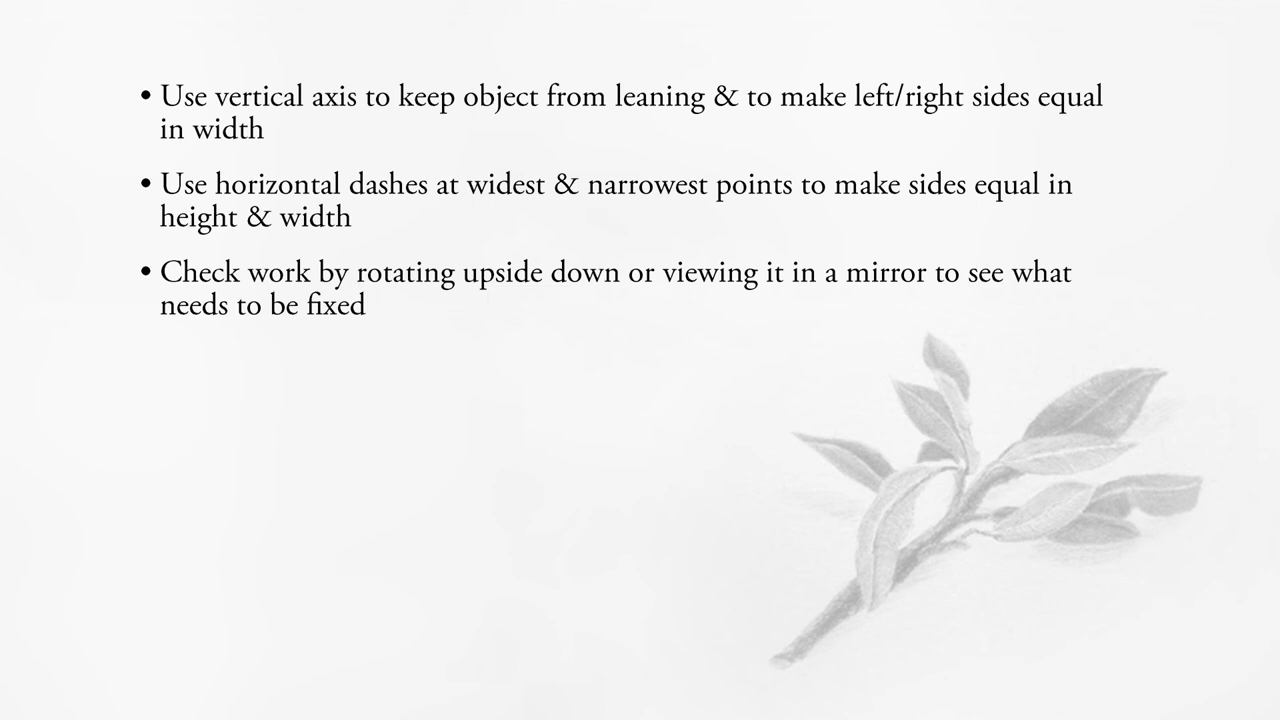 • Use vertical axis to keep object from leaning & to make left/right sides equal
in width
• Use horizontal dashes at widest & narrowest points to make sides equal in
height & width
• Check work by rotating upside down or viewing it in a mirror to see what
needs to be fixed